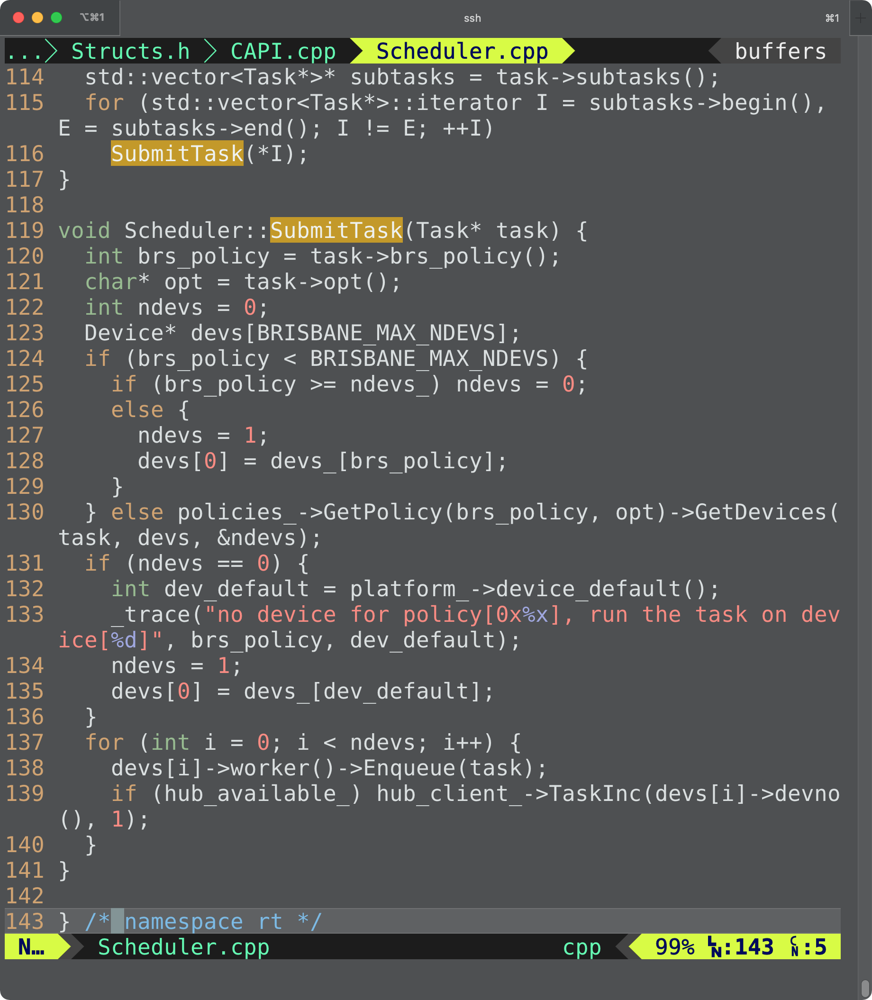 ⌥⌘1 ssh ⌘1 +
... Structs.h CAPI.cpp Scheduler.cpp buffers
114   std::vector<Task*>* subtasks = task->subtasks();
115   for (std::vector<Task*>::iterator I = subtasks->begin(),
E = subtasks->end(); I != E; ++I)
116     SubmitTask(*I);
117 }
118
119 void Scheduler::SubmitTask(Task* task) {
120   int brs_policy = task->brs_policy();
121   char* opt = task->opt();
122   int ndevs = 0;
123   Device* devs[BRISBANE_MAX_NDEVS];
124   if (brs_policy < BRISBANE_MAX_NDEVS) {
125     if (brs_policy >= ndevs_) ndevs = 0;
126     else {
127       ndevs = 1;
128       devs[0] = devs_[brs_policy];
129     }
130   } else policies_->GetPolicy(brs_policy, opt)->GetDevices(
task, devs, &ndevs);
131   if (ndevs == 0) {
132     int dev_default = platform_->device_default();
133     _trace("no device for policy[0x%x], run the task on dev
ice[%d]", brs_policy, dev_default);
134     ndevs = 1;
135     devs[0] = devs_[dev_default];
136   }
137   for (int i = 0; i < ndevs; i++) {
138     devs[i]->worker()->Enqueue(task);
139     if (hub_available_) hub_client_->TaskInc(devs[i]->devno
(), 1);
140   }
141 }
142
143 } /* namespace rt */
N… Scheduler.cpp cpp 99% ␤:143 ℅:5